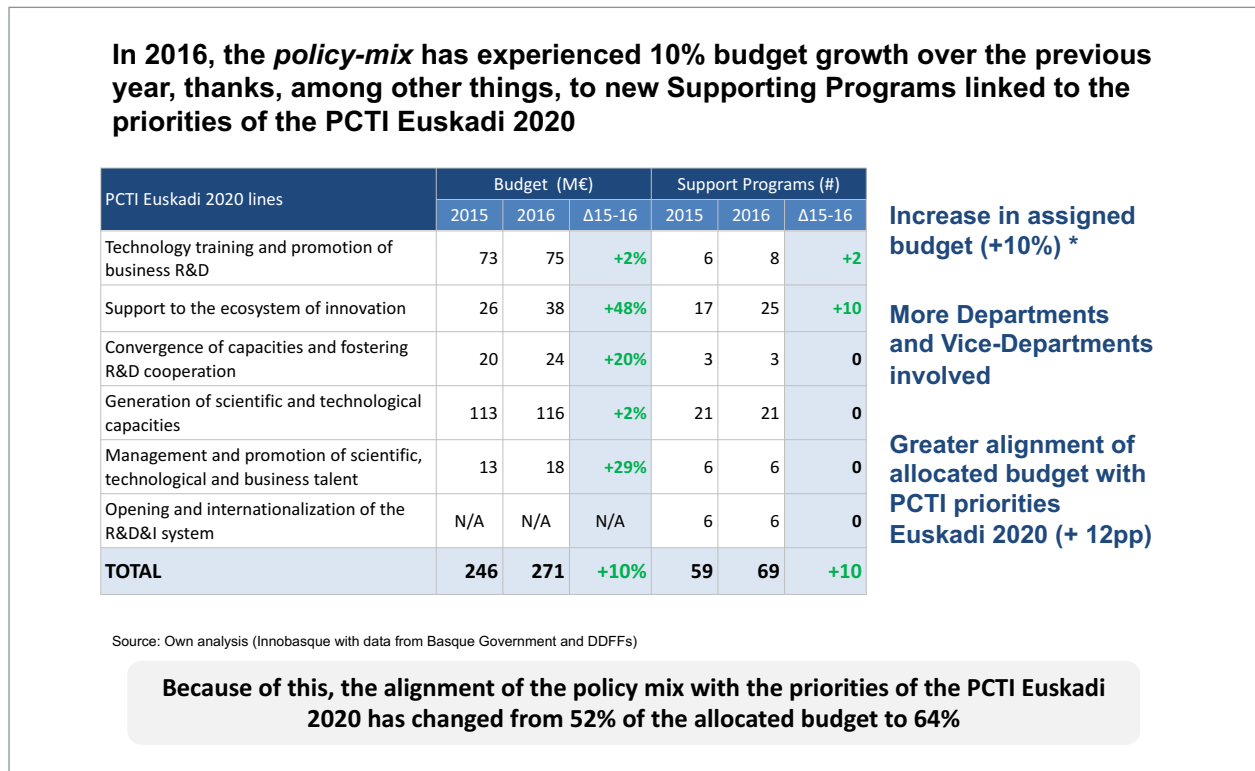 In 2016, the policy-mix has experienced 10% budget growth over the previous
year, thanks, among other things, to new Supporting Programs linked to the
priorities of the PCTI Euskadi 2020
PCTI Euskadi 2020 lines
Budget (M€) Support Programs (#)
2015 2016 Δ15-16 2015 2016 Δ15-16
Technology training and promotion of
business R&D
73 75 +2% 6 8 +2
Support to the ecosystem of innovation 26 38 +48% 17 25 +10
Convergence of capacities and fostering
R&D cooperation
20 24 +20% 3 3 0
Generation of scientific and technological
capacities
113 116 +2% 21 21 0
Management and promotion of scientific,
technological and business talent
13 18 +29% 6 6 0
Opening and internationalization of the
R&D&I system
N/A N/A N/A 6 6 0
TOTAL 246 271 +10% 59 69 +10
Increase in assigned
budget (+10%) *
More Departments
and Vice-Departments
involved
Greater alignment of
allocated budget with
PCTI priorities
Euskadi 2020 (+ 12pp)
Source: Own analysis (Innobasque with data from Basque Government and DDFFs)
Because of this, the alignment of the policy mix with the priorities of the PCTI Euskadi
2020 has changed from 52% of the allocated budget to 64%